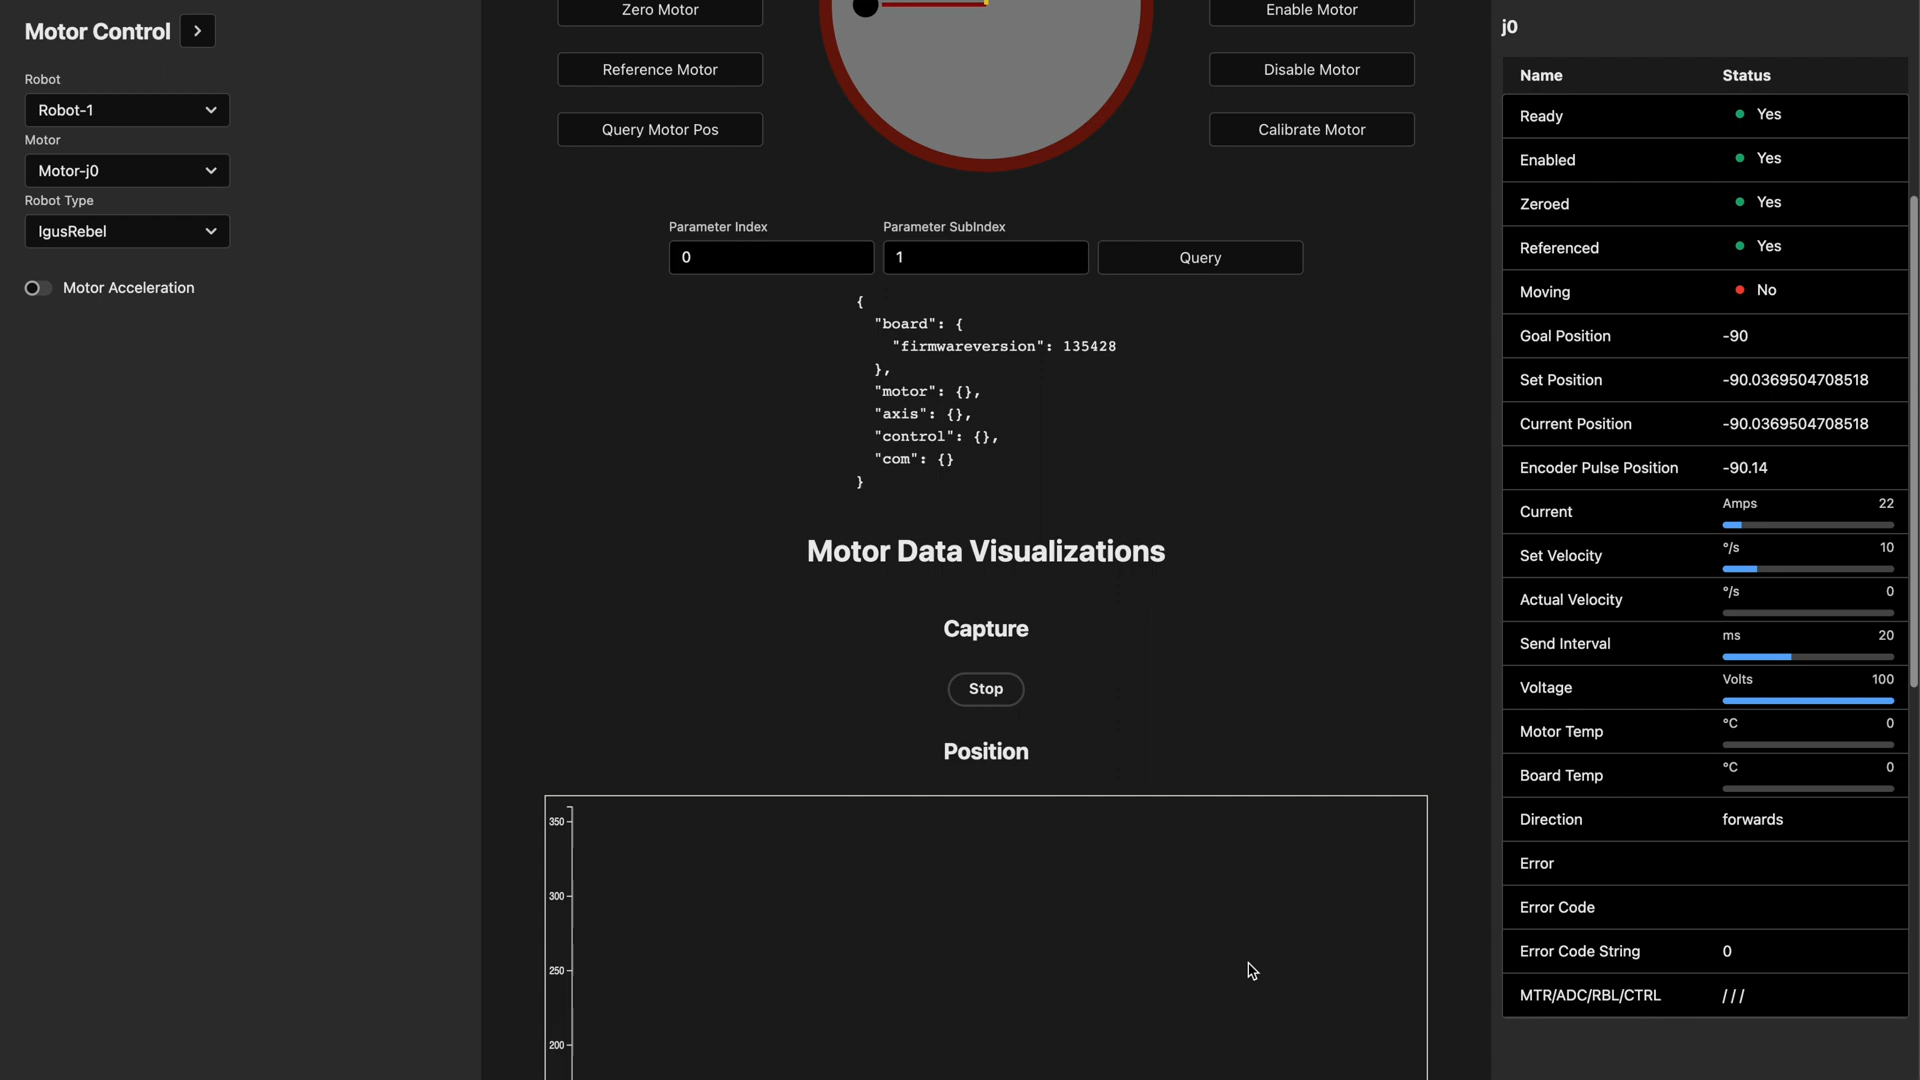 Motor Control
Robot
Robot-1
Motor
Motor-j0
Robot Type
IgusRebel
Motor Acceleration
Zero Motor
Reference Motor
Query Motor Pos
Enable Motor
Disable Motor
Calibrate Motor
Parameter Index
0
Parameter SubIndex
1
Query
{
"board": {
"firmwareversion": 135428
},
"motor": {},
"axis": {},
"control": {},
"com": {}
}
Motor Data Visualizations
Capture
Stop
Position
350
300
250
200
j0
Name Status
Ready Yes
Enabled Yes
Zeroed Yes
Referenced Yes
Moving No
Goal Position -90
Set Position -90.0369504708518
Current Position -90.0369504708518
Encoder Pulse Position -90.14
Current Amps 22
Set Velocity °/s 10
Actual Velocity °/s 0
Send Interval ms 20
Voltage Volts 100
Motor Temp °C 0
Board Temp °C 0
Direction forwards
Error
Error Code
Error Code String 0
MTR/ADC/RBL/CTRL / / /